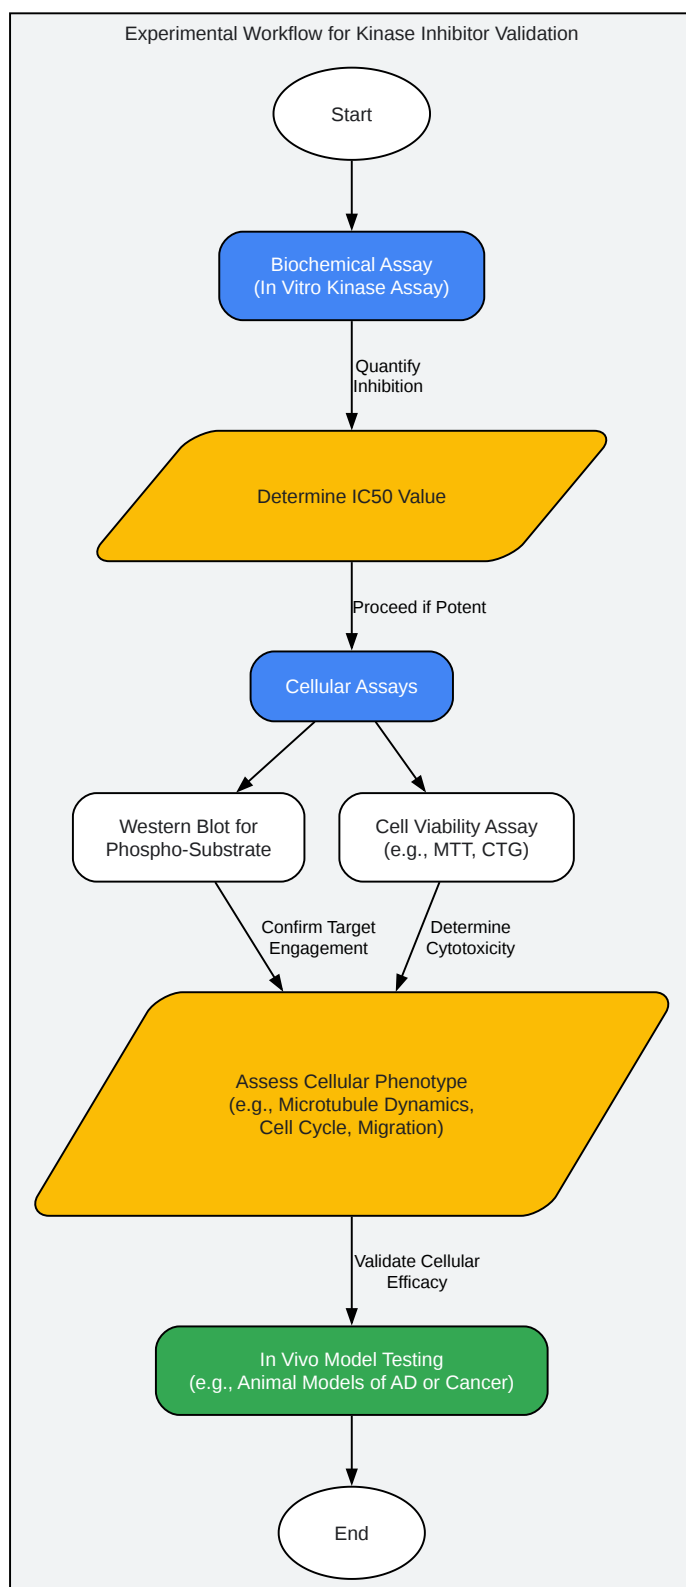 Experimental Workflow for Kinase Inhibitor Validation
Start
Biochemical Assay
(In Vitro Kinase Assay)
Quantify
Inhibition
Determine IC50 Value
Proceed if Potent
Cellular Assays
Western Blot for
Phospho-Substrate
Cell Viability Assay
(e.g., MTT, CTG)
Confirm Target
Engagement
Determine
Cytotoxicity
Assess Cellular Phenotype
(e.g., Microtubule Dynamics,
Cell Cycle, Migration)
Validate Cellular
Efficacy
In Vivo Model Testing
(e.g., Animal Models of AD or Cancer)
End